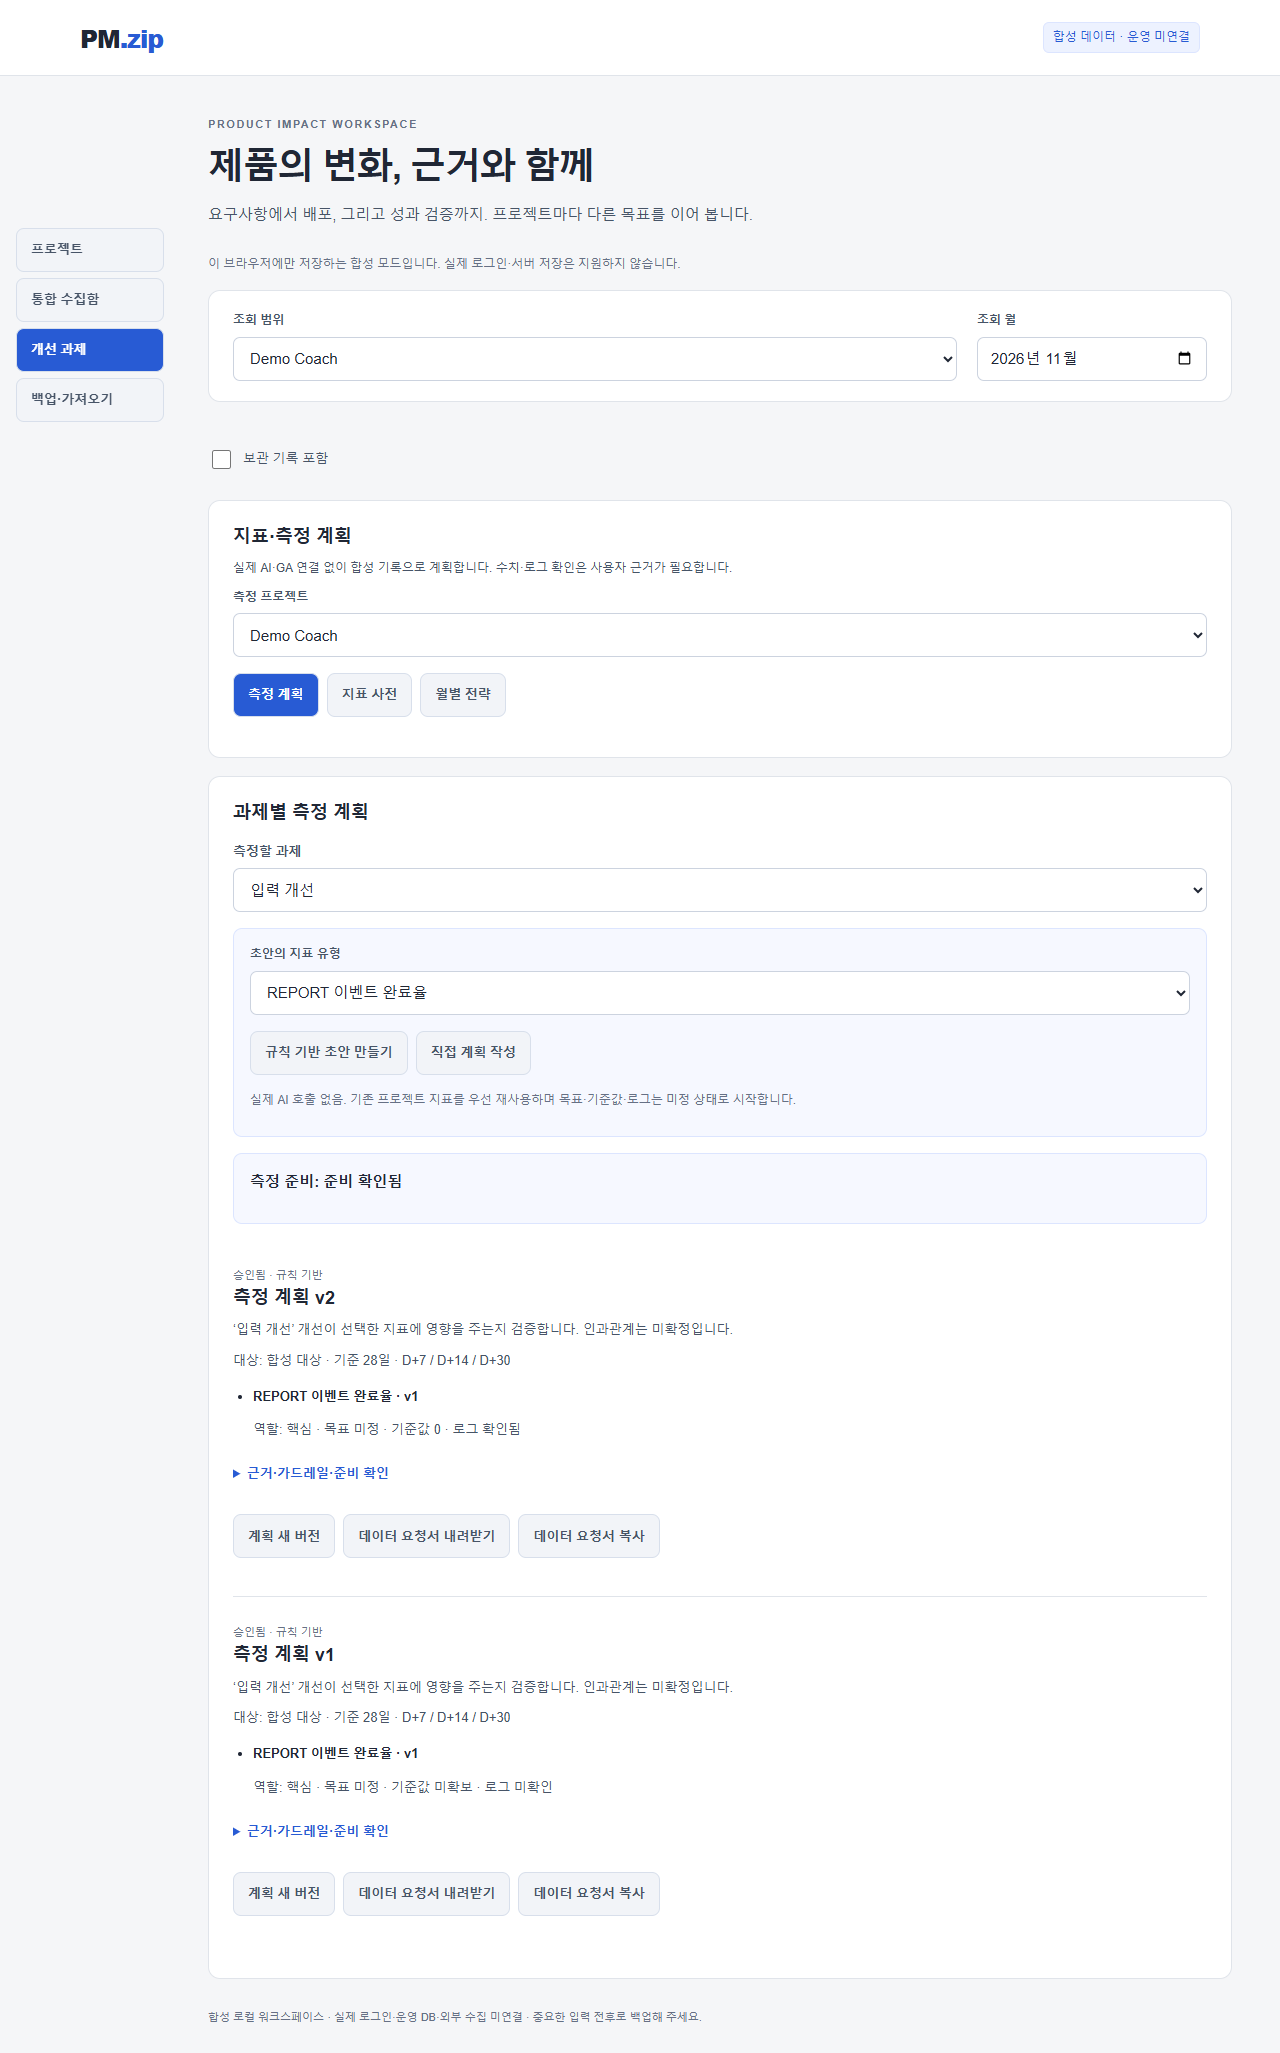 PM.zip
합성 데이터 · 운영 미연결
PRODUCT IMPACT WORKSPACE
제품의 변화, 근거와 함께
요구사항에서 배포, 그리고 성과 검증까지. 프로젝트마다 다른 목표를 이어 봅니다.
프로젝트
통합 수집함
개선 과제
백업·가져오기
이 브라우저에만 저장하는 합성 모드입니다. 실제 로그인·서버 저장은 지원하지 않습니다.
조회 범위
Demo Coach
조회 월
2026년 11월
보관 기록 포함
지표·측정 계획
실제 AI·GA 연결 없이 합성 기록으로 계획합니다. 수치·로그 확인은 사용자 근거가 필요합니다.
측정 프로젝트
Demo Coach
측정 계획
지표 사전
월별 전략
과제별 측정 계획
측정할 과제
입력 개선
초안의 지표 유형
REPORT 이벤트 완료율
규칙 기반 초안 만들기
직접 계획 작성
실제 AI 호출 없음. 기존 프로젝트 지표를 우선 재사용하며 목표·기준값·로그는 미정 상태로 시작합니다.
측정 준비: 준비 확인됨
승인됨 · 규칙 기반
측정 계획 v2
‘입력 개선’ 개선이 선택한 지표에 영향을 주는지 검증합니다. 인과관계는 미확정입니다.
대상: 합성 대상 · 기준 28일 · D+7 / D+14 / D+30
• REPORT 이벤트 완료율 · v1
역할: 핵심 · 목표 미정 · 기준값 0 · 로그 확인됨
▶ 근거·가드레일·준비 확인
계획 새 버전
데이터 요청서 내려받기
데이터 요청서 복사
승인됨 · 규칙 기반
측정 계획 v1
‘입력 개선’ 개선이 선택한 지표에 영향을 주는지 검증합니다. 인과관계는 미확정입니다.
대상: 합성 대상 · 기준 28일 · D+7 / D+14 / D+30
• REPORT 이벤트 완료율 · v1
역할: 핵심 · 목표 미정 · 기준값 미확보 · 로그 미확인
▶ 근거·가드레일·준비 확인
계획 새 버전
데이터 요청서 내려받기
데이터 요청서 복사
합성 로컬 워크스페이스 · 실제 로그인·운영 DB·외부 수집 미연결 · 중요한 입력 전후로 백업해 주세요.